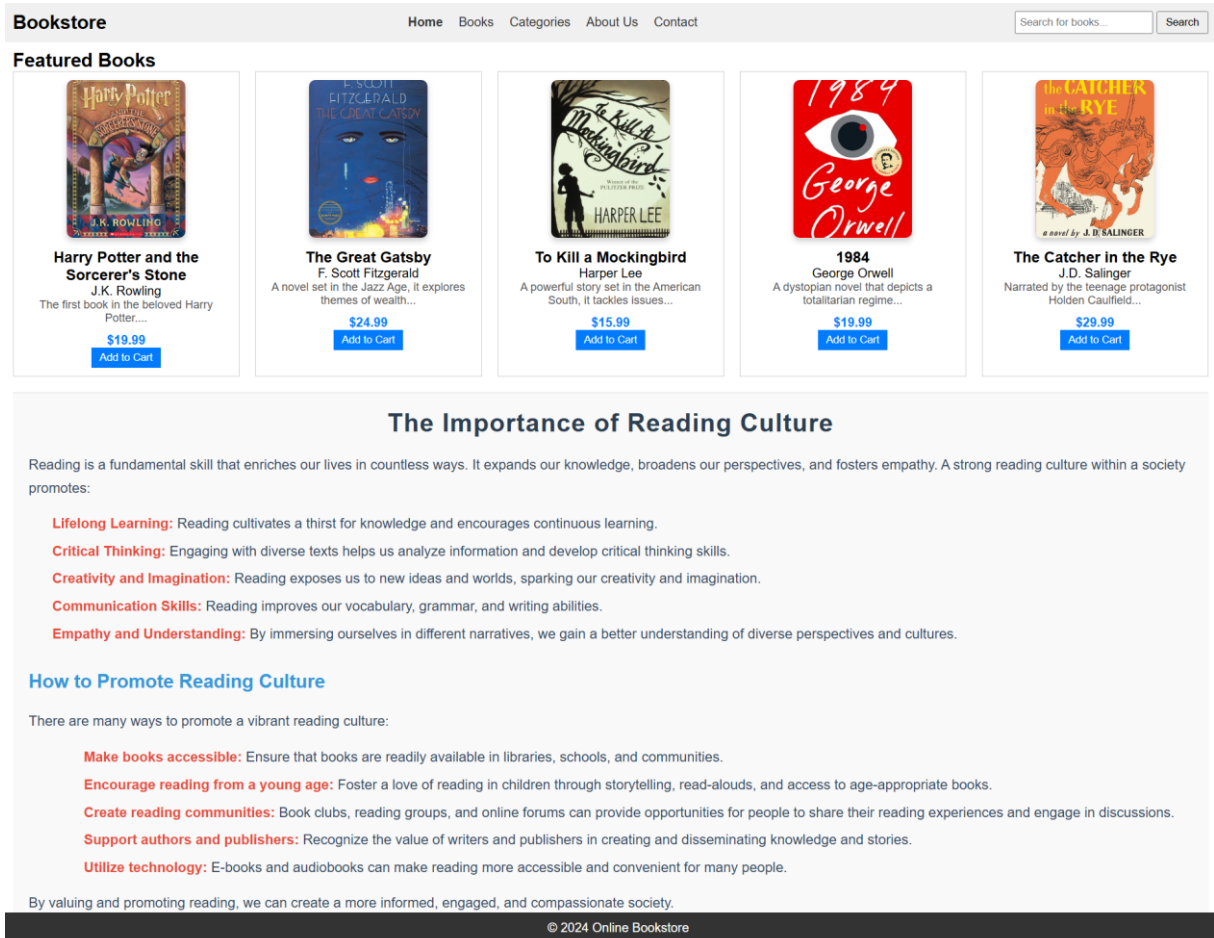 Bookstore
Home Books Categories About Us Contact
Search for books...
Search
Featured Books
Harry Potter
AND THE
SORCERER'S STONE
J.K. ROWLING
Harry Potter and the
Sorcerer's Stone
J.K. Rowling
The first book in the beloved Harry
Potter....
$19.99
Add to Cart
F. SCOTT
FITZGERALD
THE GREAT GATSBY
The Great Gatsby
F. Scott Fitzgerald
A novel set in the Jazz Age, it explores
themes of wealth...
$24.99
Add to Cart
To Kill A
Mockingbird
Winner of the
PULITZER PRIZE
HARPER LEE
To Kill a Mockingbird
Harper Lee
A powerful story set in the American
South, it tackles issues...
$15.99
Add to Cart
1984
George
Orwell
1984
George Orwell
A dystopian novel that depicts a
totalitarian regime...
$19.99
Add to Cart
the CATCHER
in the RYE
a novel by J. D. SALINGER
The Catcher in the Rye
J.D. Salinger
Narrated by the teenage protagonist
Holden Caulfield...
$29.99
Add to Cart
The Importance of Reading Culture
Reading is a fundamental skill that enriches our lives in countless ways. It expands our knowledge, broadens our perspectives, and fosters empathy. A strong reading culture within a society
promotes:
Lifelong Learning: Reading cultivates a thirst for knowledge and encourages continuous learning.
Critical Thinking: Engaging with diverse texts helps us analyze information and develop critical thinking skills.
Creativity and Imagination: Reading exposes us to new ideas and worlds, sparking our creativity and imagination.
Communication Skills: Reading improves our vocabulary, grammar, and writing abilities.
Empathy and Understanding: By immersing ourselves in different narratives, we gain a better understanding of diverse perspectives and cultures.
How to Promote Reading Culture
There are many ways to promote a vibrant reading culture:
Make books accessible: Ensure that books are readily available in libraries, schools, and communities.
Encourage reading from a young age: Foster a love of reading in children through storytelling, read-alouds, and access to age-appropriate books.
Create reading communities: Book clubs, reading groups, and online forums can provide opportunities for people to share their reading experiences and engage in discussions.
Support authors and publishers: Recognize the value of writers and publishers in creating and disseminating knowledge and stories.
Utilize technology: E-books and audiobooks can make reading more accessible and convenient for many people.
By valuing and promoting reading, we can create a more informed, engaged, and compassionate society.
© 2024 Online Bookstore